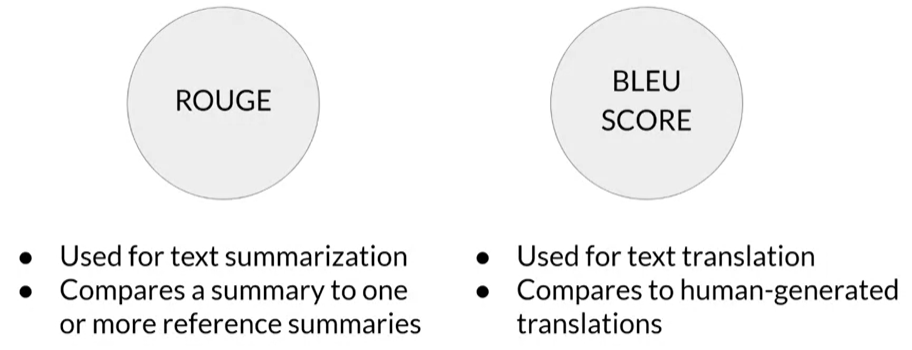 ROUGE
● Used for text summarization
● Compares a summary to one
or more reference summaries
BLEU
SCORE
● Used for text translation
● Compares to human-generated
translations